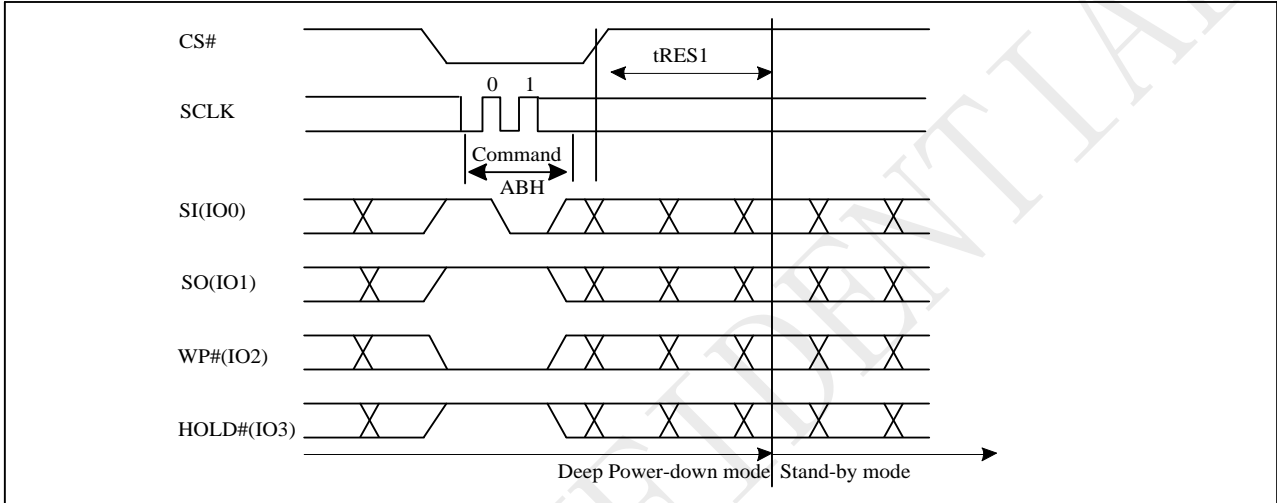 CS#
tRES1
0 1
SCLK
Command
ABH
SI(IO0)
SO(IO1)
WP#(IO2)
HOLD#(IO3)
Deep Power-down mode Stand-by mode